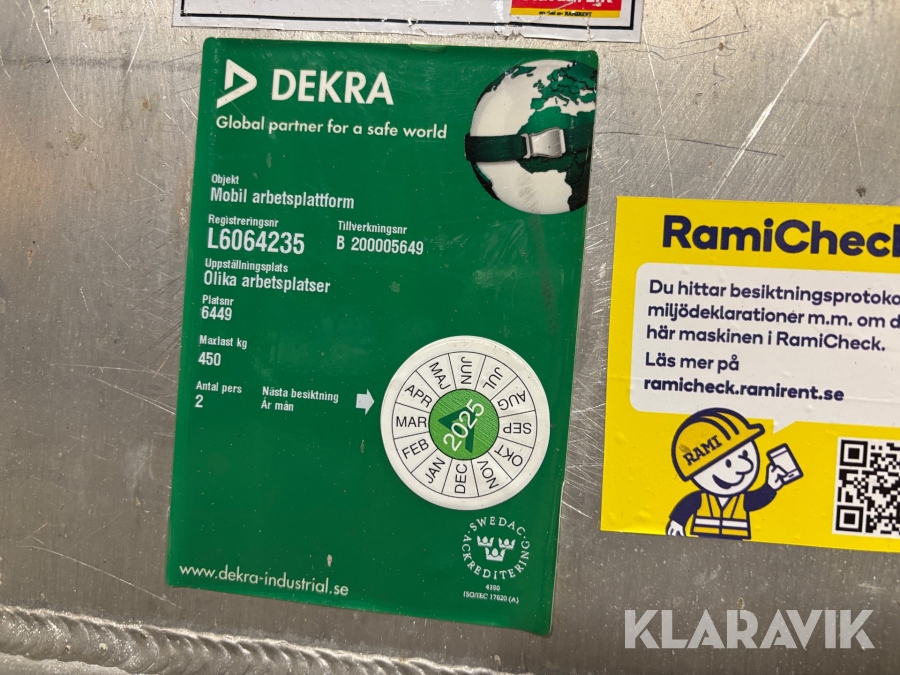 DEKRA
Global partner for a safe world
Objekt
Mobil arbetsplattform
Registreringsnr
Tillverkningsnr
L6064235
B 200005649
Uppställningsplats
Olika arbetsplatser
Platsnr
6449
Maxlast kg
450
Antal pers
2
Nästa besiktning
År mån
JAN
FEB
MAR
APR
MAJ
JUN
JUL
AUG
SEP
OKT
NOV
DEC
2025
SWEDAC
ACKREDITERING
4390
ISO/IEC 17020 (A)
www.dekra-industrial.se
RamiChec
Du hittar besiktningsprotoko
miljödeklarationer m.m. om d
här maskinen i RamiCheck.
Läs mer på
ramicheck.ramirent.se
RAMI
KLARAVIK